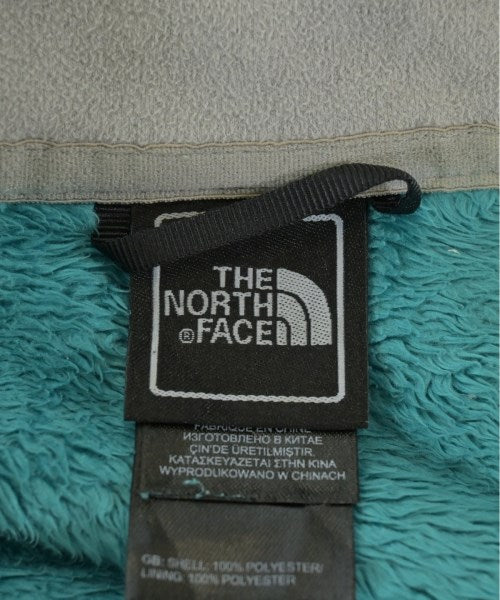 THE
NORTH
® FACE
FABRIQUÉ EN CHINE
ИЗГОТОВЛЕНО В КИТАЕ
ÇİN'DE ÜRETİLMİŞTİR
ΚΑΤΑΣΚΕΥΑΖΕΤΑΙ ΣΤΗΝ ΚΙΝΑ
WYPRODUKOWANO W CHINACH
GB: SHELL: 100% POLYESTER/
LINING: 100% POLYESTER